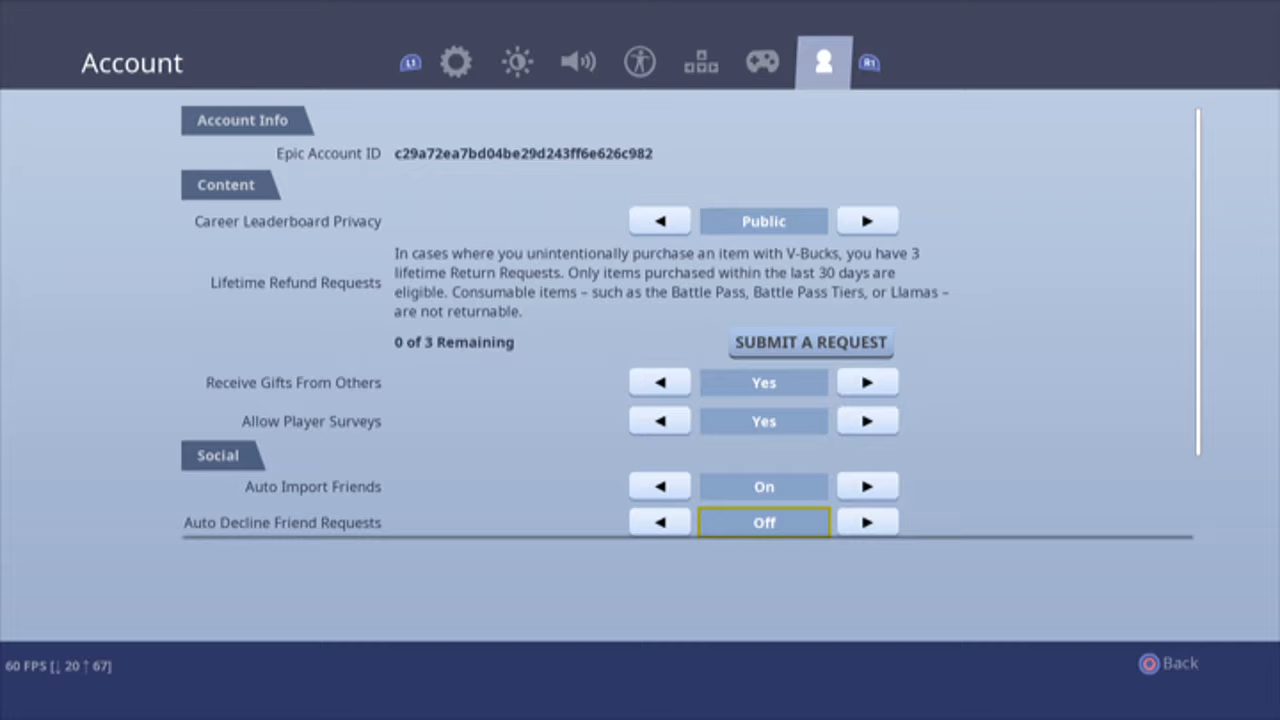 Account
L1
R1
Account Info
Epic Account ID c29a72ea7bd04be29d243ff6e626c982
Content
Career Leaderboard Privacy Public
In cases where you unintentionally purchase an item with V-Bucks, you have 3
lifetime Return Requests. Only items purchased within the last 30 days are
Lifetime Refund Requests
eligible. Consumable items – such as the Battle Pass, Battle Pass Tiers, or Llamas –
are not returnable.
0 of 3 Remaining SUBMIT A REQUEST
Receive Gifts From Others Yes
Allow Player Surveys Yes
Social
Auto Import Friends On
Auto Decline Friend Requests Off
60 FPS [↓ 20 ↑ 67]
Back